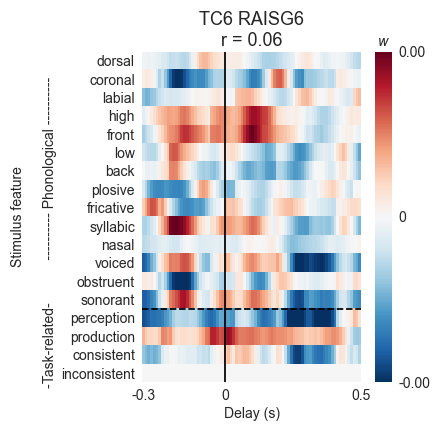 TC6 RAISG6
r = 0.06
w
dorsal
coronal
labial
high
front
low
back
plosive
fricative
syllabic
nasal
voiced
obstruent
sonorant
perception
production
consistent
inconsistent
Stimulus feature
-Task-related-
----------- Phonological ----------
0.00
0
-0.00
-0.3
0
0.5
Delay (s)